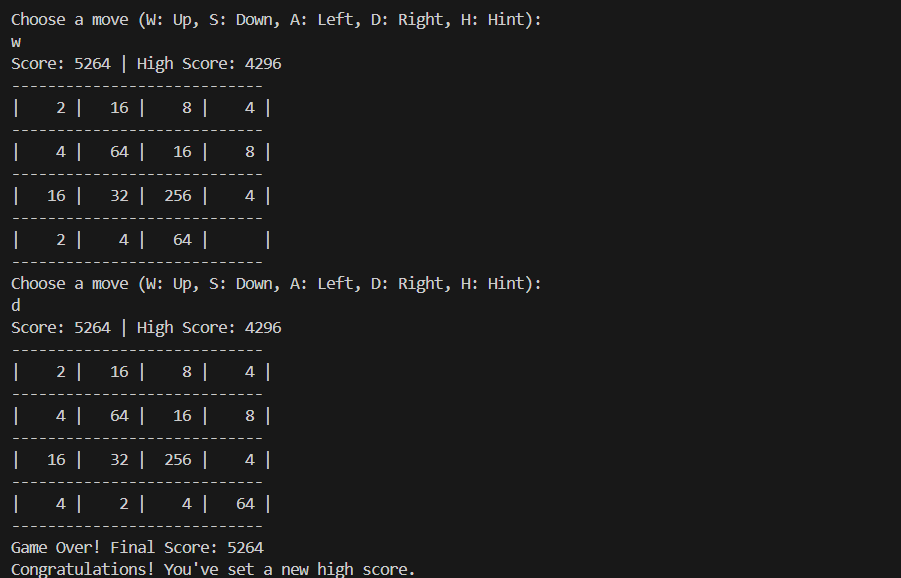 Choose a move (W: Up, S: Down, A: Left, D: Right, H: Hint):
w
Score: 5264 | High Score: 4296
----------------------------
|    2 |   16 |    8 |    4 |
----------------------------
|    4 |   64 |   16 |    8 |
----------------------------
|   16 |   32 |  256 |    4 |
----------------------------
|    2 |    4 |   64 |      |
----------------------------
Choose a move (W: Up, S: Down, A: Left, D: Right, H: Hint):
d
Score: 5264 | High Score: 4296
----------------------------
|    2 |   16 |    8 |    4 |
----------------------------
|    4 |   64 |   16 |    8 |
----------------------------
|   16 |   32 |  256 |    4 |
----------------------------
|    4 |    2 |    4 |   64 |
----------------------------
Game Over! Final Score: 5264
Congratulations! You've set a new high score.